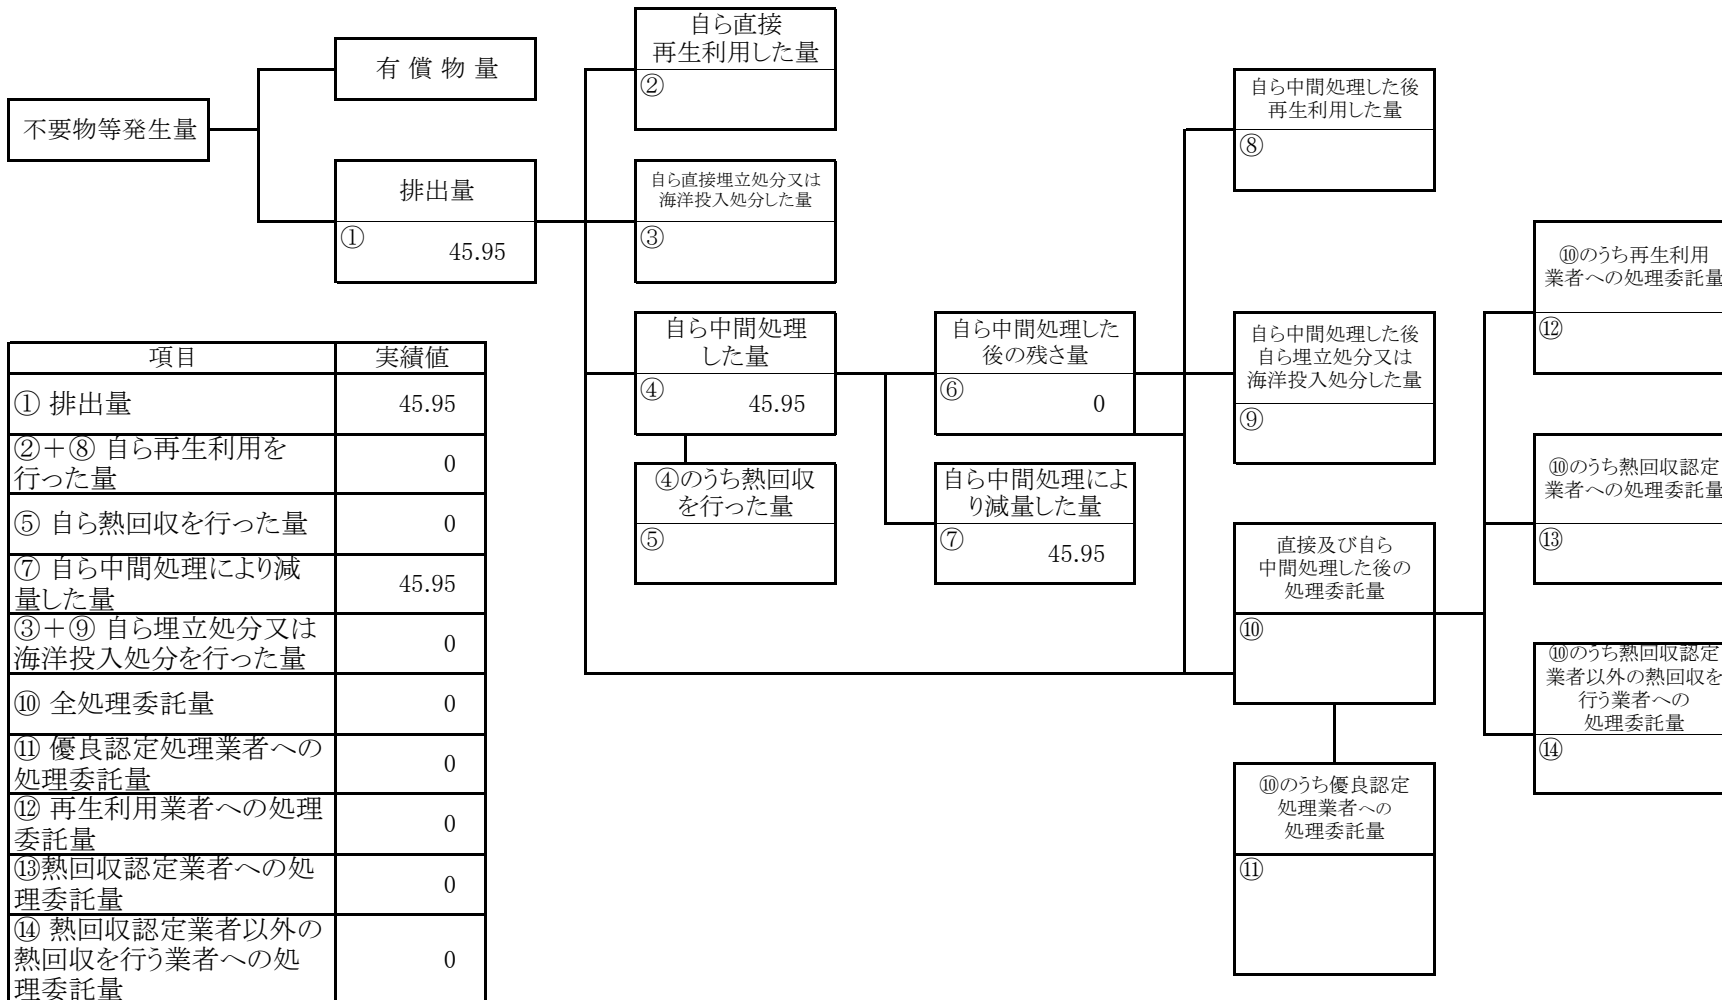 不要物等発生量
有 償 物 量
排出量
①
45.95
自ら直接
再生利用した量
②
自ら直接埋立処分又は
海洋投入処分した量
③
自ら中間処理
した量
④
45.95
④のうち熱回収
を行った量
⑤
自ら中間処理した
後の残さ量
⑥
0
自ら中間処理によ
り減量した量
⑦
45.95
自ら中間処理した後
再生利用した量
⑧
自ら中間処理した後
自ら埋立処分又は
海洋投入処分した量
⑨
直接及び自ら
中間処理した後の
処理委託量
⑩
⑩のうち優良認定
処理業者への
処理委託量
⑪
⑩のうち再生利用
業者への処理委託量
⑫
⑩のうち熱回収認定
業者への処理委託量
⑬
⑩のうち熱回収認定
業者以外の熱回収を
行う業者への
処理委託量
⑭
項目 実績値
① 排出量 45.95
②＋⑧ 自ら再生利用を
行った量
0
⑤ 自ら熱回収を行った量 0
⑦ 自ら中間処理により減
量した量
45.95
③＋⑨ 自ら埋立処分又は
海洋投入処分を行った量
0
⑩ 全処理委託量 0
⑪ 優良認定処理業者への
処理委託量
0
⑫ 再生利用業者への処理
委託量
0
⑬熱回収認定業者への処
理委託量
0
⑭ 熱回収認定業者以外の
熱回収を行う業者への処
理委託量
0